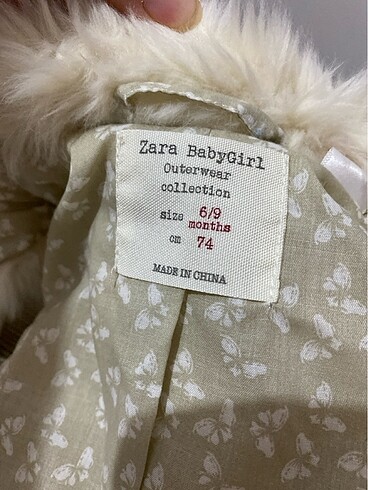 Zara BabyGirl
Outerwear
collection
size 6/9
months
cm 74
MADE IN CHINA